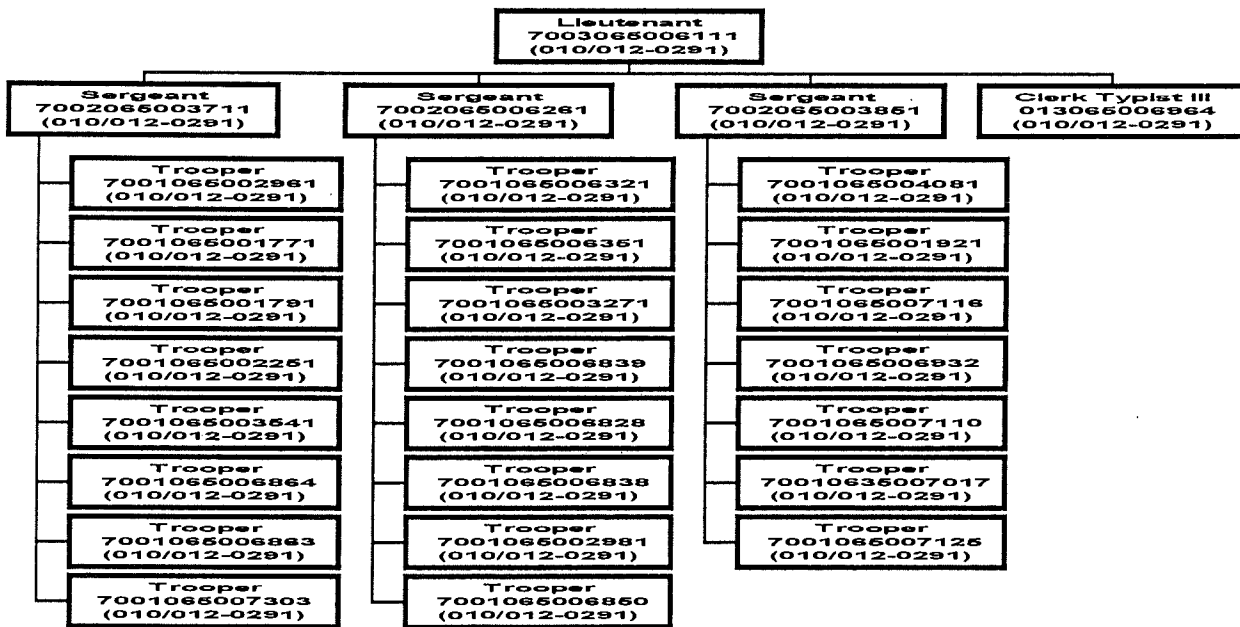 Lieutenant
7003065006111
(010/012-0291)
Sergeant
7002065003711
(010/012-0291)
Sergeant
7002065006261
(010/012-0291)
Sergeant
7002065003851
(010/012-0291)
Clerk Typist III
013065006964
(010/012-0291)
Trooper
7001065002961
(010/012-0291)
Trooper
7001065001771
(010/012-0291)
Trooper
7001065001791
(010/012-0291)
Trooper
7001065002251
(010/012-0291)
Trooper
7001065003541
(010/012-0291)
Trooper
7001065006864
(010/012-0291)
Trooper
7001065006863
(010/012-0291)
Trooper
7001065007303
(010/012-0291)
Trooper
7001065006321
(010/012-0291)
Trooper
7001065006351
(010/012-0291)
Trooper
7001065003271
(010/012-0291)
Trooper
7001065006839
(010/012-0291)
Trooper
7001065006828
(010/012-0291)
Trooper
7001065006838
(010/012-0291)
Trooper
7001065002981
(010/012-0291)
Trooper
7001065006850
(010/012-0291)
Trooper
7001065004081
(010/012-0291)
Trooper
7001065001921
(010/012-0291)
Trooper
7001065007116
(010/012-0291)
Trooper
7001065006932
(010/012-0291)
Trooper
7001065007110
(010/012-0291)
Trooper
70010635007017
(010/012-0291)
Trooper
7001065007125
(010/012-0291)